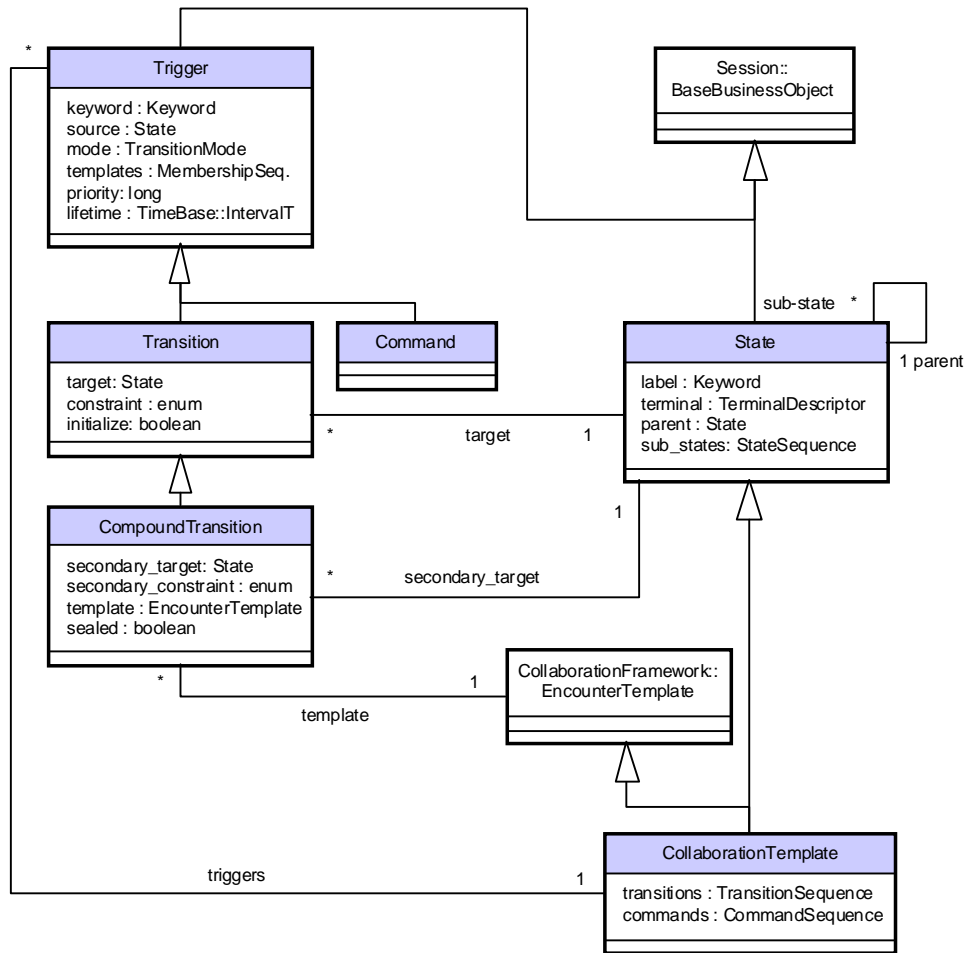 *
Trigger
keyword : Keyword
source : State
mode : TransitionMode
templates : MembershipSeq.
priority: long
lifetime : TimeBase::IntervalT
Session::
BaseBusinessObject
sub-state *
1 parent
Transition
target: State
constraint : enum
initialize: boolean
Command
State
label : Keyword
terminal : TerminalDescriptor
parent : State
sub_states: StateSequence
* target 1
CompoundTransition
secondary_target: State
secondary_constraint : enum
template : EncounterTemplate
sealed : boolean
1
* secondary_target
CollaborationFramework::
EncounterTemplate
* 1
template
CollaborationTemplate
transitions : TransitionSequence
commands : CommandSequence
triggers 1